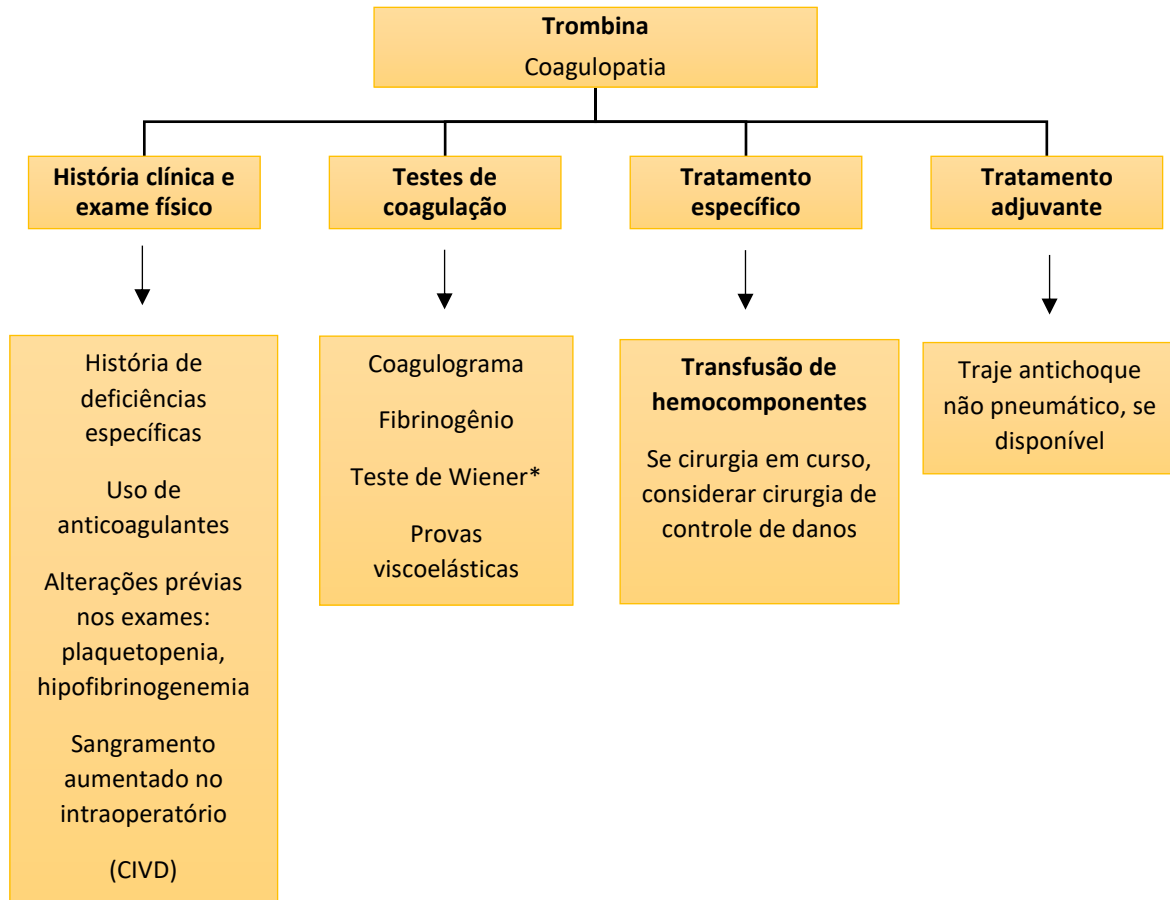 Trombina
Coagulopatia
História clínica e
exame físico
Testes de
coagulação
Tratamento
específico
Tratamento
adjuvante
História de
deficiências
específicas
Uso de
anticoagulantes
Alterações prévias
nos exames:
plaquetopenia,
hipofibrinogenemia
Sangramento
aumentado no
intraoperatório
(CIVD)
Coagulograma
Fibrinogênio
Teste de Wiener*
Provas
viscoelásticas
Transfusão de
hemocomponentes
Se cirurgia em curso,
considerar cirurgia de
controle de danos
Traje antichoque
não pneumático, se
disponível